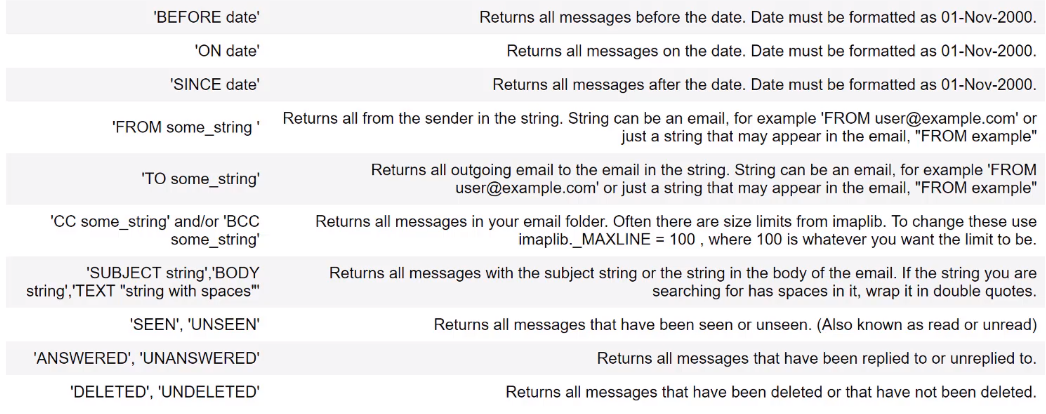 'BEFORE date' Returns all messages before the date. Date must be formatted as 01-Nov-2000.
'ON date' Returns all messages on the date. Date must be formatted as 01-Nov-2000.
'SINCE date' Returns all messages after the date. Date must be formatted as 01-Nov-2000.
'FROM some_string ' Returns all from the sender in the string. String can be an email, for example 'FROM user@example.com' or
just a string that may appear in the email, "FROM example"
'TO some_string' Returns all outgoing email to the email in the string. String can be an email, for example 'FROM
user@example.com' or just a string that may appear in the email, "FROM example"
'CC some_string' and/or 'BCC
some_string' Returns all messages in your email folder. Often there are size limits from imaplib. To change these use
imaplib._MAXLINE = 100 , where 100 is whatever you want the limit to be.
'SUBJECT string','BODY
string','TEXT "string with spaces"' Returns all messages with the subject string or the string in the body of the email. If the string you are
searching for has spaces in it, wrap it in double quotes.
'SEEN', 'UNSEEN' Returns all messages that have been seen or unseen. (Also known as read or unread)
'ANSWERED', 'UNANSWERED' Returns all messages that have been replied to or unreplied to.
'DELETED', 'UNDELETED' Returns all messages that have been deleted or that have not been deleted.